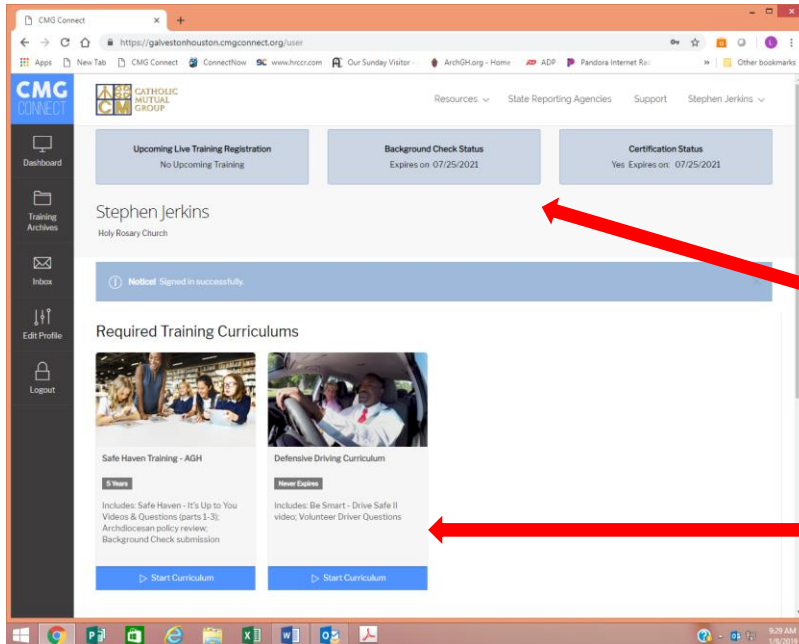 CMG Connect
https://galvestonhouston.cmgconnect.org/user
Apps New Tab CMG Connect ConnectNow www.hrccr.com Our Sunday Visitor - ArchGH.org - Home ADP Pandora Internet Rad » Other bookmarks
CMG CONNECT
CATHOLIC MUTUAL GROUP
CM
Resources State Reporting Agencies Support Stephen Jerkins
Dashboard
Training Archives
Inbox
Edit Profile
Logout
Upcoming Live Training Registration
No Upcoming Training
Background Check Status
Expires on 07/25/2021
Certification Status
Yes Expires on: 07/25/2021
Stephen Jerkins
Holy Rosary Church
Notice! Signed in successfully.
Required Training Curriculums
Safe Haven Training - AGH
5 Years
Includes: Safe Haven - It's Up to You
Videos & Questions (parts 1-3);
Archdiocesan policy review;
Background Check submission
Start Curriculum
Defensive Driving Curriculum
Never Expires
Includes: Be Smart - Drive Safe II
video; Volunteer Driver Questions
Start Curriculum
9:29 AM
1/8/2019